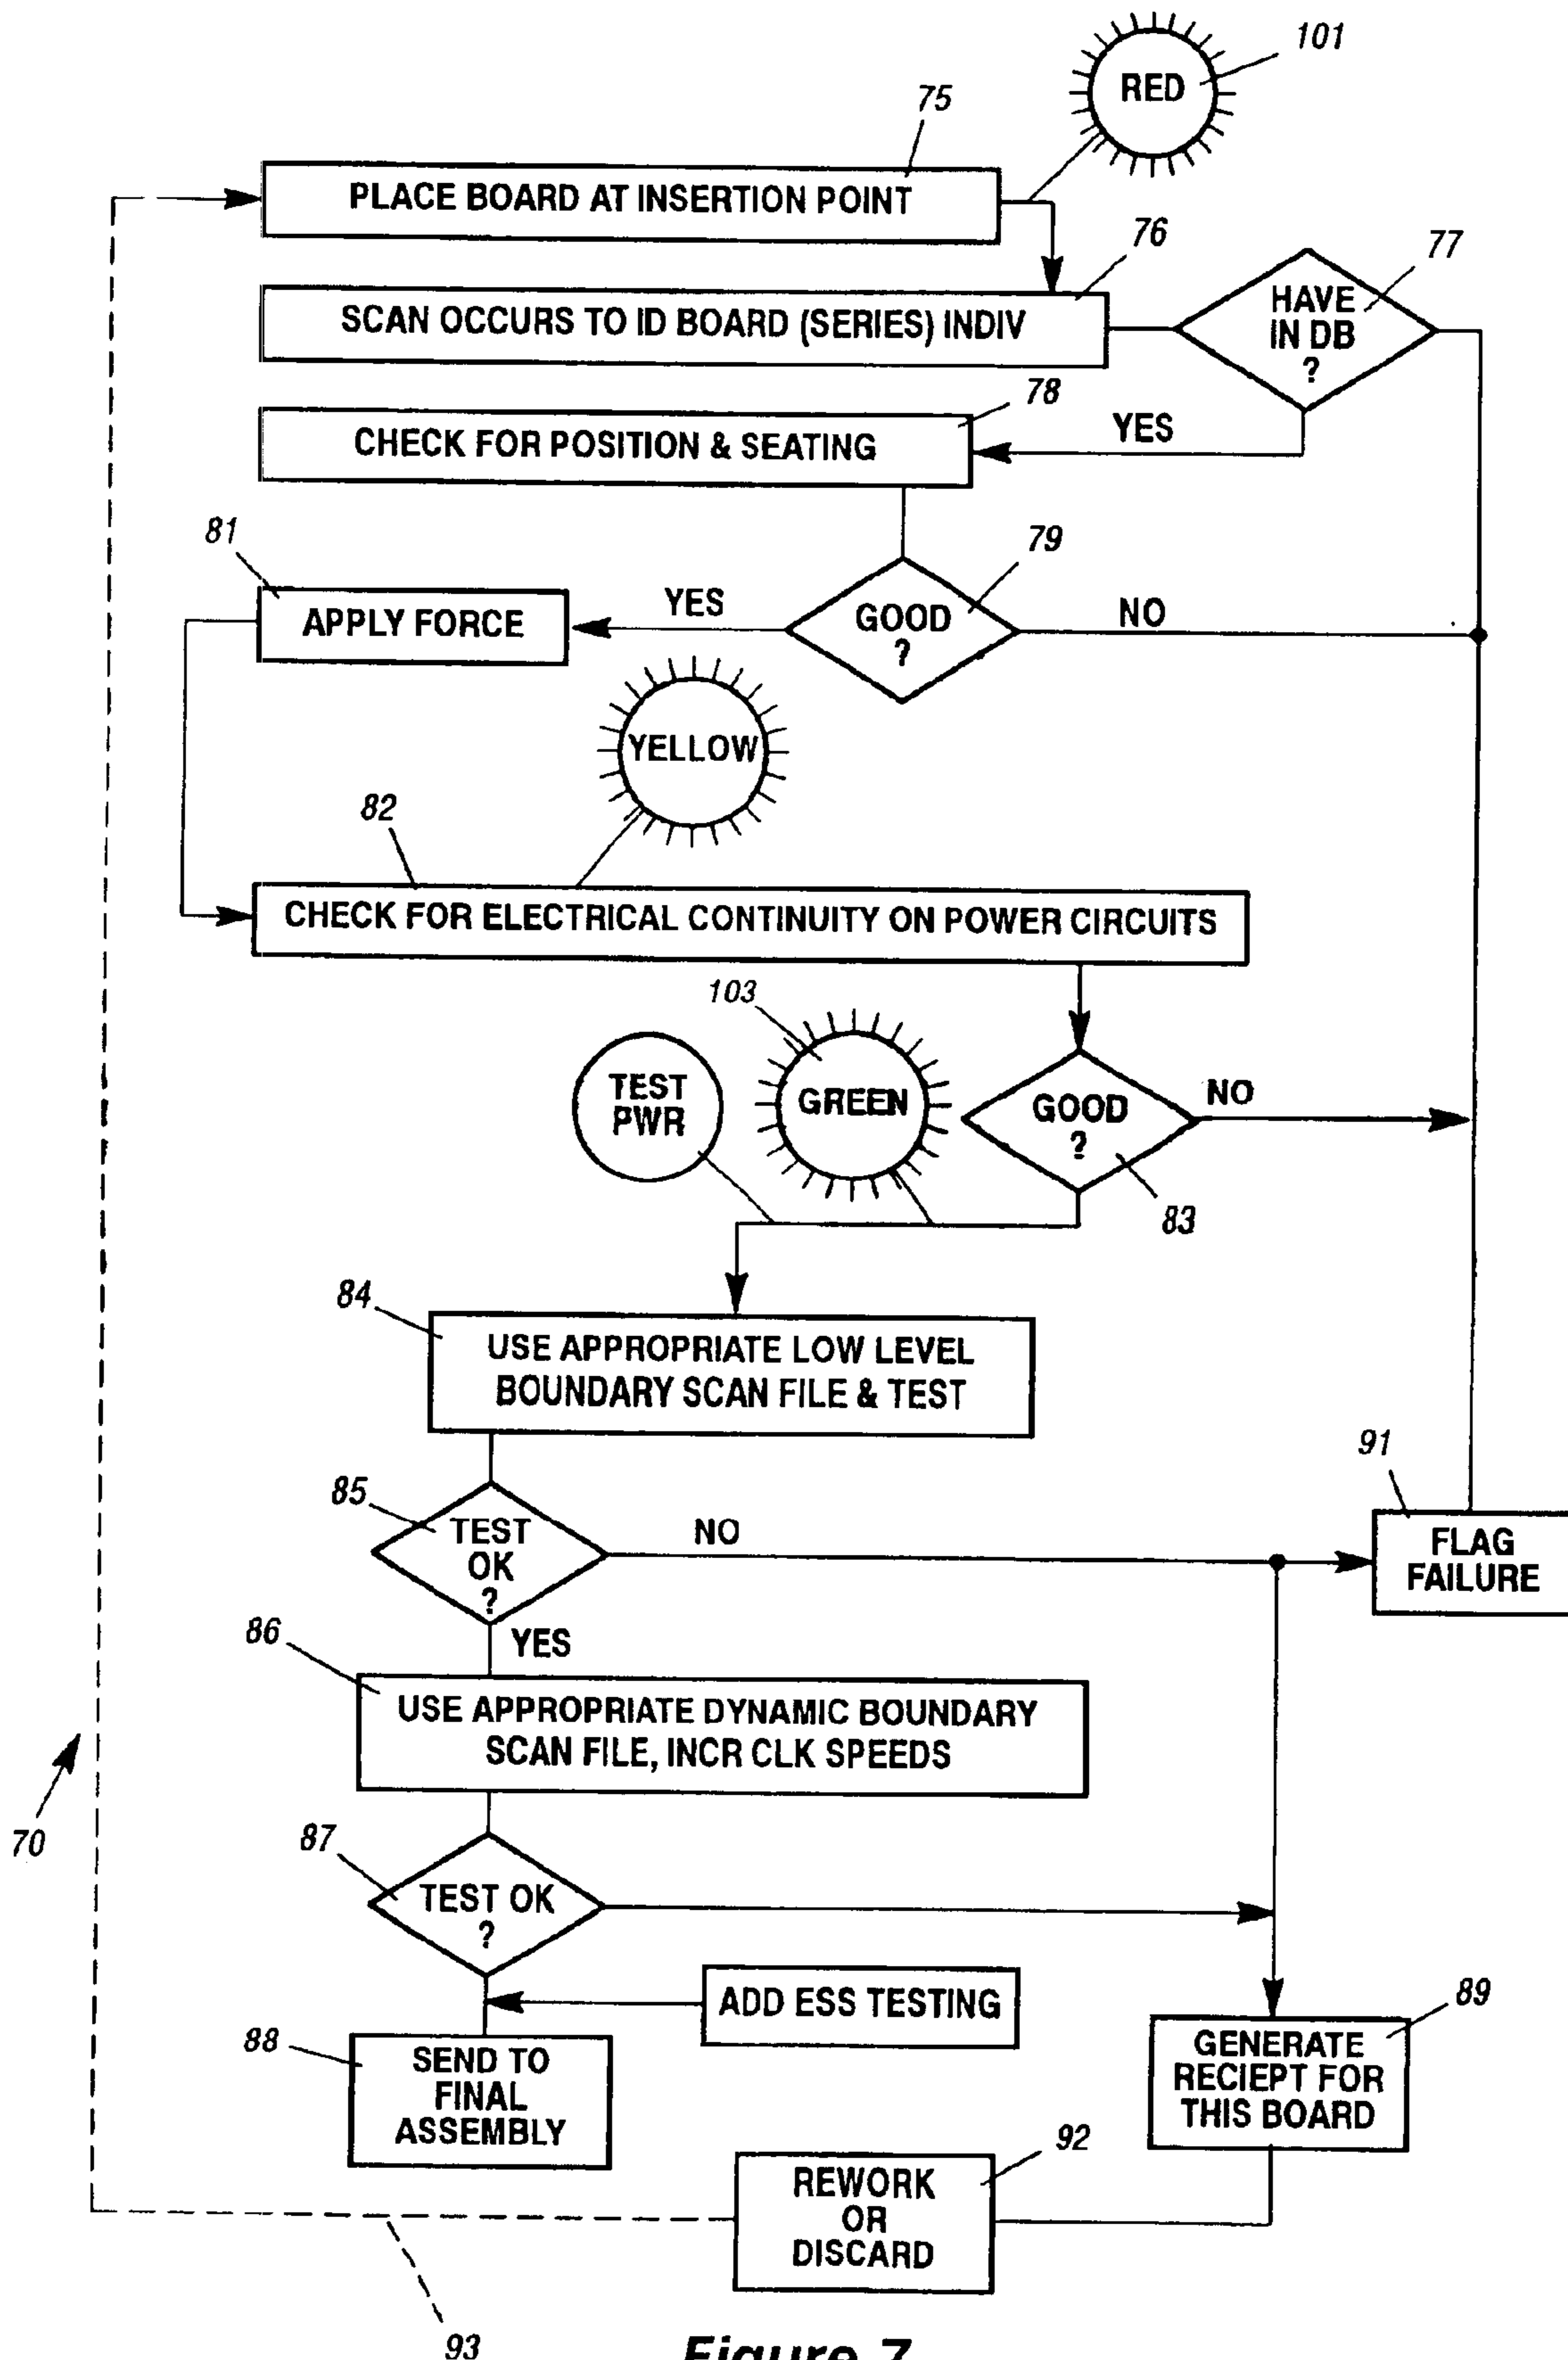 101
RED
75
PLACE BOARD AT INSERTION POINT
76
77
SCAN OCCURS TO ID BOARD (SERIES) INDIV
HAVE
IN DB
?
78
CHECK FOR POSITION & SEATING
YES
81
79
APPLY FORCE
YES
GOOD
?
NO
YELLOW
82
CHECK FOR ELECTRICAL CONTINUITY ON POWER CIRCUITS
103
TEST
PWR
GREEN
GOOD
?
NO
83
84
USE APPROPRIATE LOW LEVEL
BOUNDARY SCAN FILE & TEST
91
85
TEST
OK
?
NO
FLAG
FAILURE
86
YES
USE APPROPRIATE DYNAMIC BOUNDARY
SCAN FILE, INCR CLK SPEEDS
70
87
TEST OK
?
ADD ESS TESTING
89
88
SEND TO
FINAL
ASSEMBLY
GENERATE
RECIEPT FOR
THIS BOARD
92
REWORK
OR
DISCARD
93
Figure 7